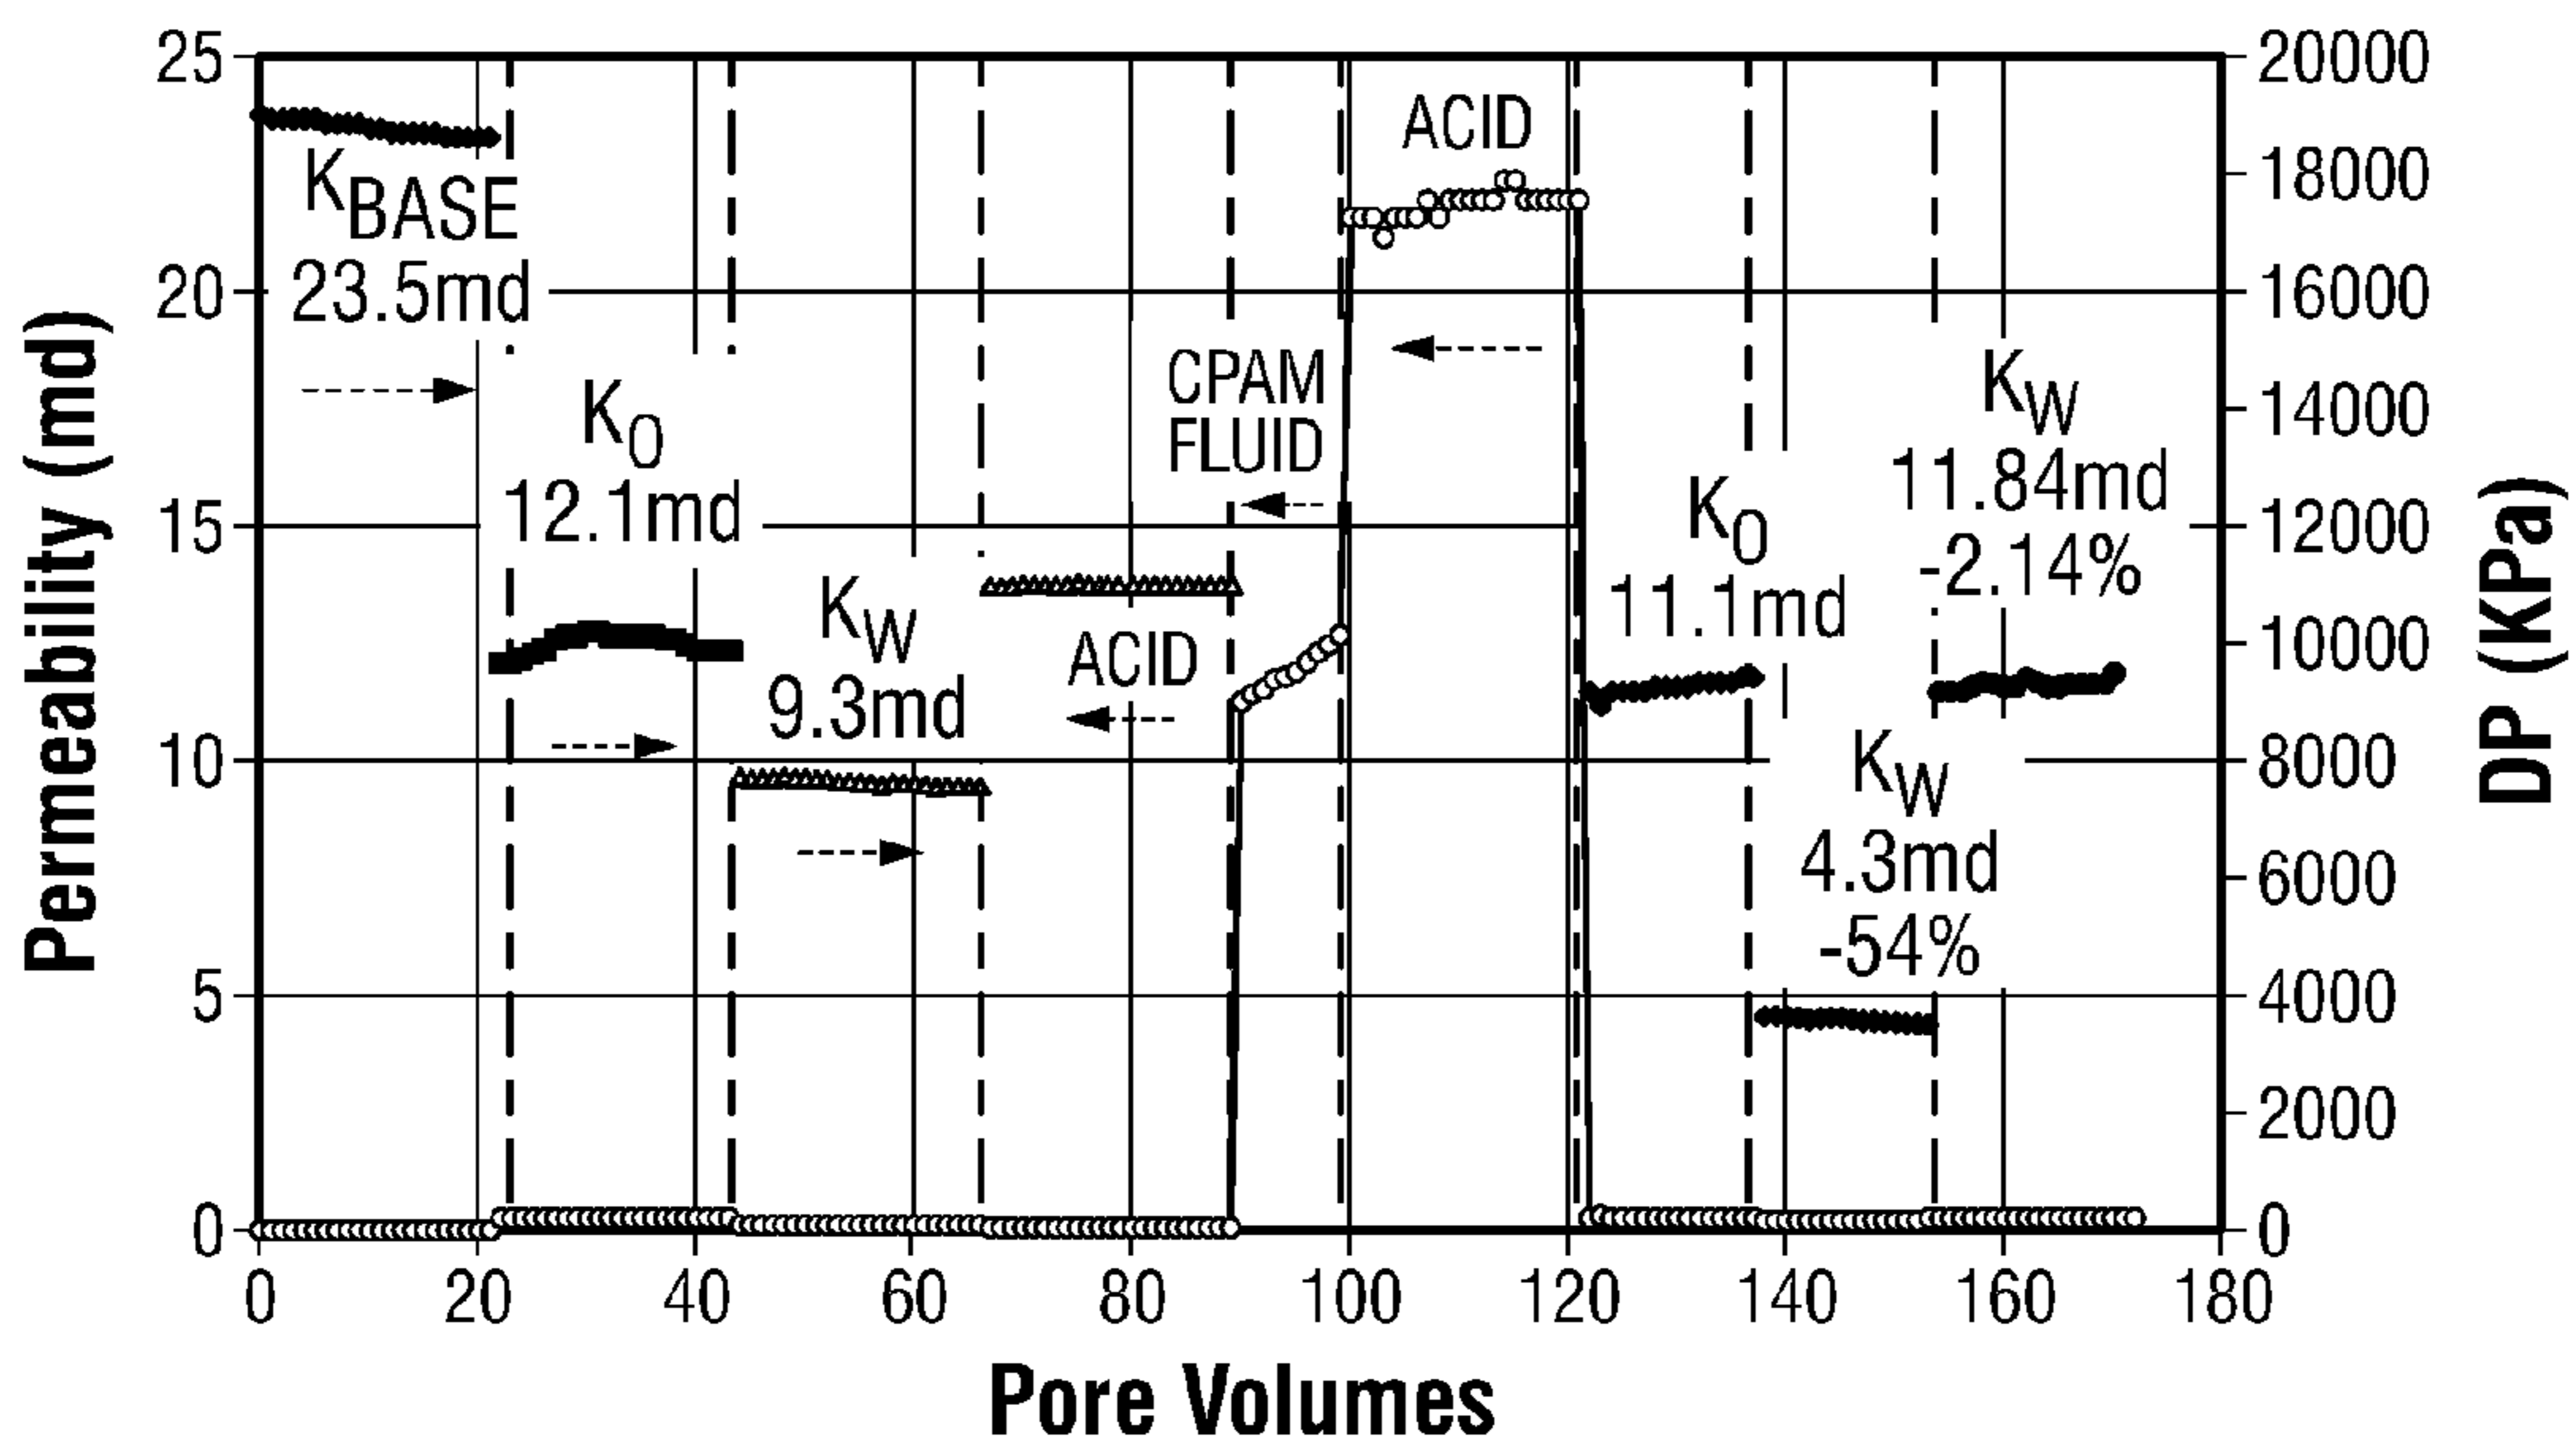 25
20
15
10
5
0
Permeability (md)
20000
18000
16000
14000
12000
10000
8000
6000
4000
2000
0
DP (KPa)
KBASE
23.5md
KO
12.1md
KW
9.3md
ACID
CPAM
FLUID
ACID
KO
11.1md
KW
4.3md
-54%
KW
11.84md
-2.14%
0 20 40 60 80 100 120 140 160 180
Pore Volumes